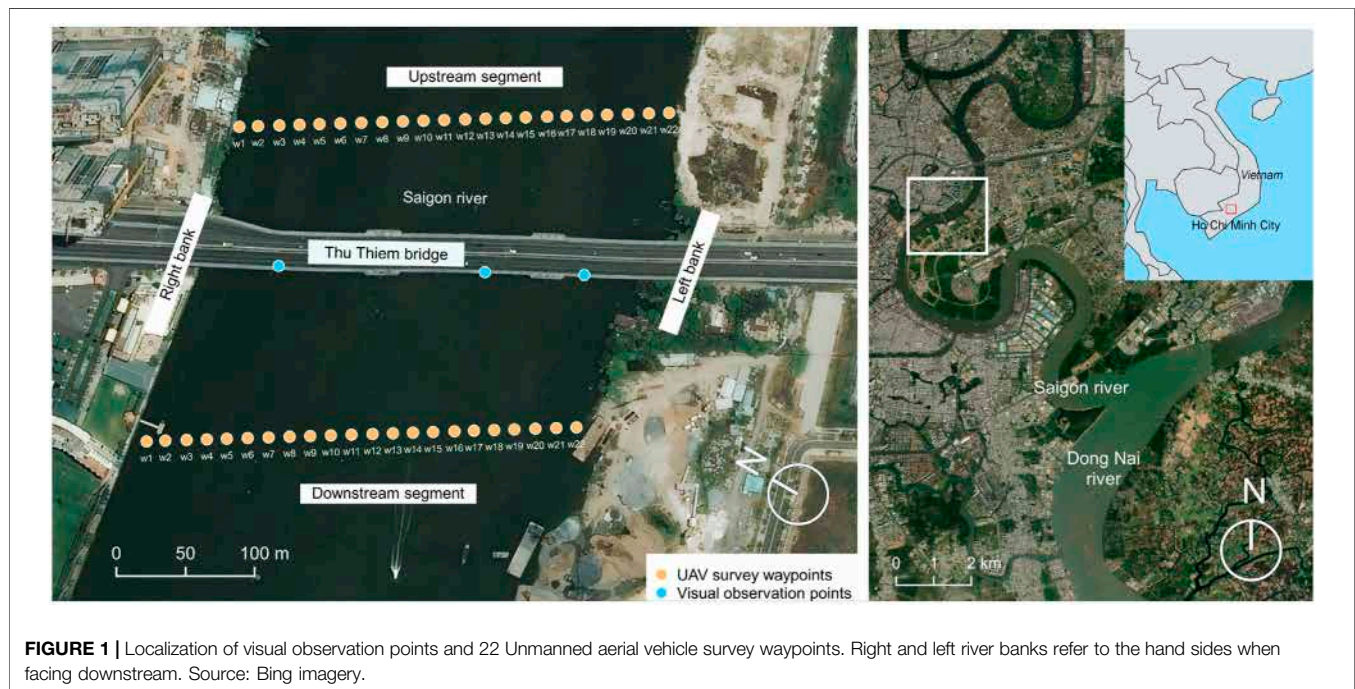 Upstream segment
w1 w2 w3 w4 w5 w6 w7 w8 w9 w10 w11 w12 w13 w14 w15 w16 w17 w18 w19 w20 w21 w22
Saigon river
Right bank
Thu Thiem bridge
Left bank
w1 w2 w3 w4 w5 w6 w7 w8 w9 w10 w11 w12 w13 w14 w15 w16 w17 w18 w19 w20 w21 w22
Downstream segment
N
0 50 100 m
UAV survey waypoints
Visual observation points
Vietnam
Ho Chi Minh City
Saigon river
Dong Nai
river
N
0 1 2 km
FIGURE 1 | Localization of visual observation points and 22 Unmanned aerial vehicle survey waypoints. Right and left river banks refer to the hand sides when
facing downstream. Source: Bing imagery.